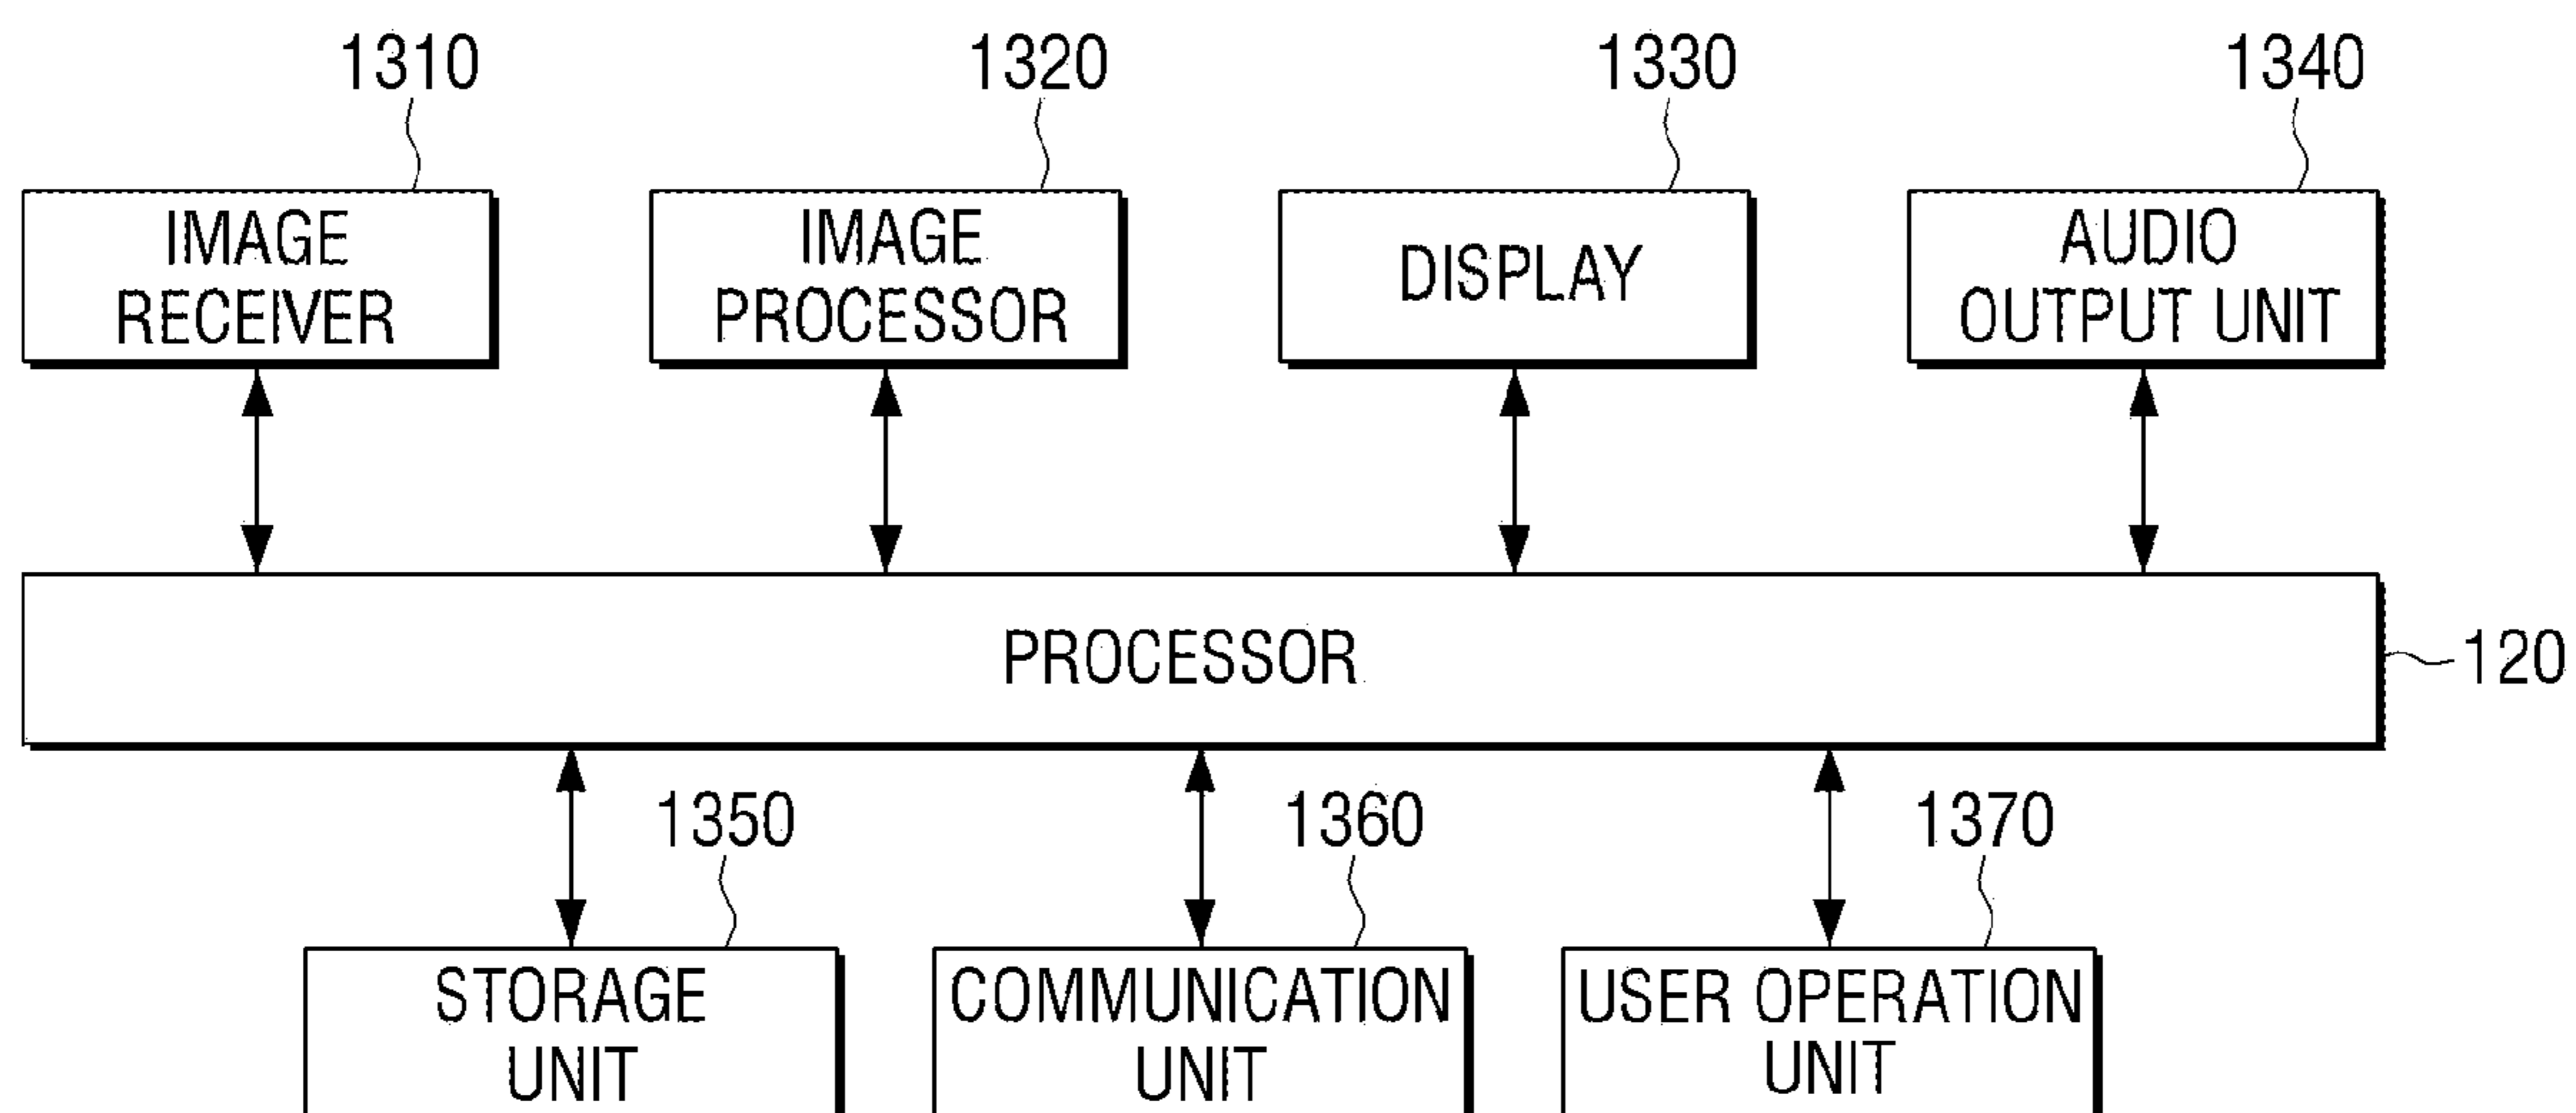 1310
1320
1330
1340
IMAGE
RECEIVER
IMAGE
PROCESSOR
DISPLAY
AUDIO
OUTPUT UNIT
PROCESSOR
120
1350
1360
1370
STORAGE
UNIT
COMMUNICATION
UNIT
USER OPERATION
UNIT